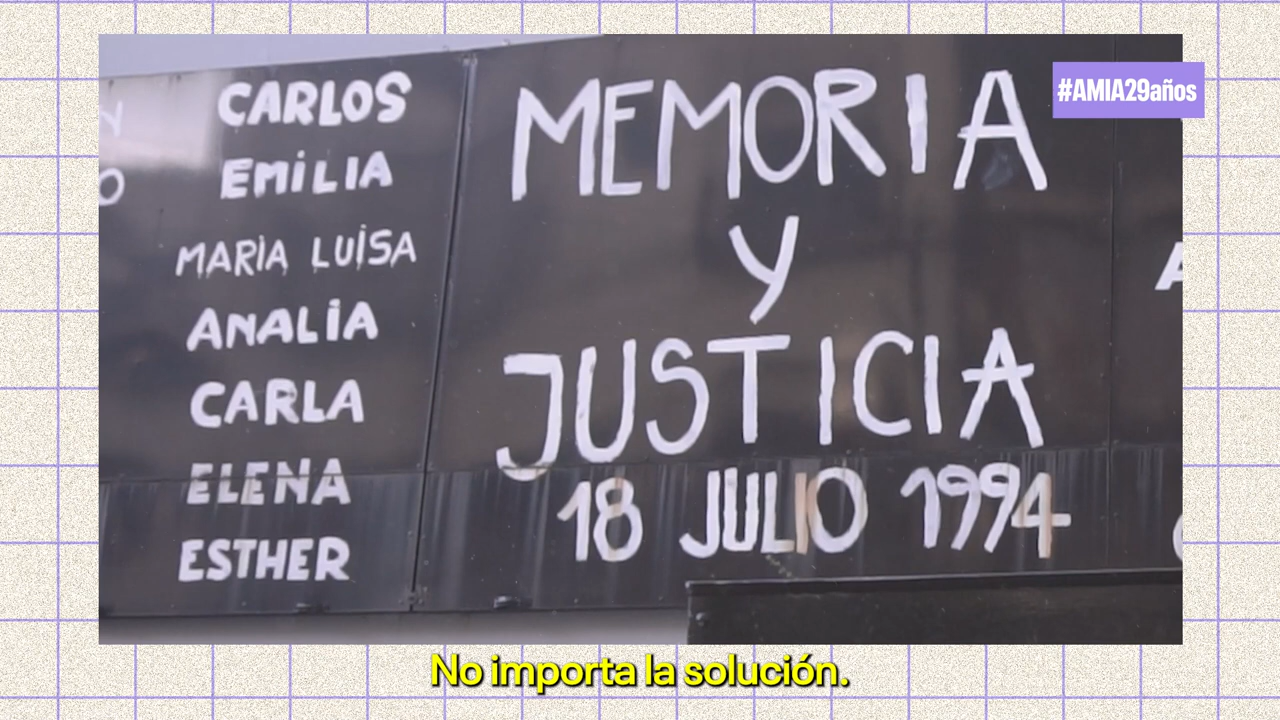 CARLOS
EMILIA
MARIA LUISA
ANALIA
CARLA
ELENA
ESTHER
MEMORIA
Y
JUSTICIA
18 JULIO 1994
#AMIA29años
No importa la solución.